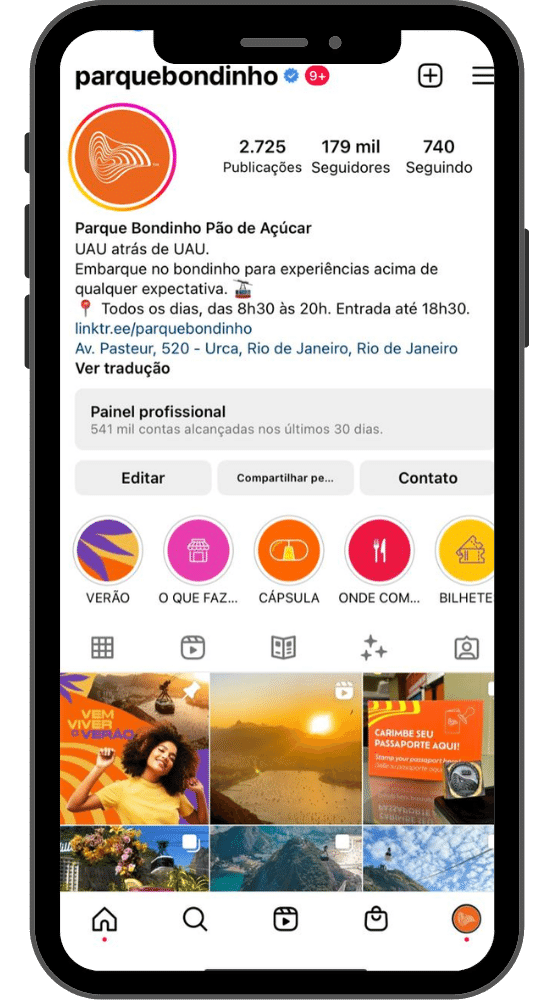 parquebondinho 9+
2.725 179 mil 740
Publicações Seguidores Seguindo
Parque Bondinho Pão de Açúcar
UAU atrás de UAU.
Embarque no bondinho para experiências acima de
qualquer expectativa.
Todos os dias, das 8h30 às 20h. Entrada até 18h30.
linktr.ee/parquebondinho
Av. Pasteur, 520 - Urca, Rio de Janeiro, Rio de Janeiro
Ver tradução
Painel profissional
541 mil contas alcançadas nos últimos 30 dias.
Editar Compartilhar pe... Contato
VERÃO O QUE FAZ... CÁPSULA ONDE COM... BILHETE
VEM
VIVER
O VERÃO
CARIMBE SEU
PASSAPORTE AQUI!
Stamp your passport here!